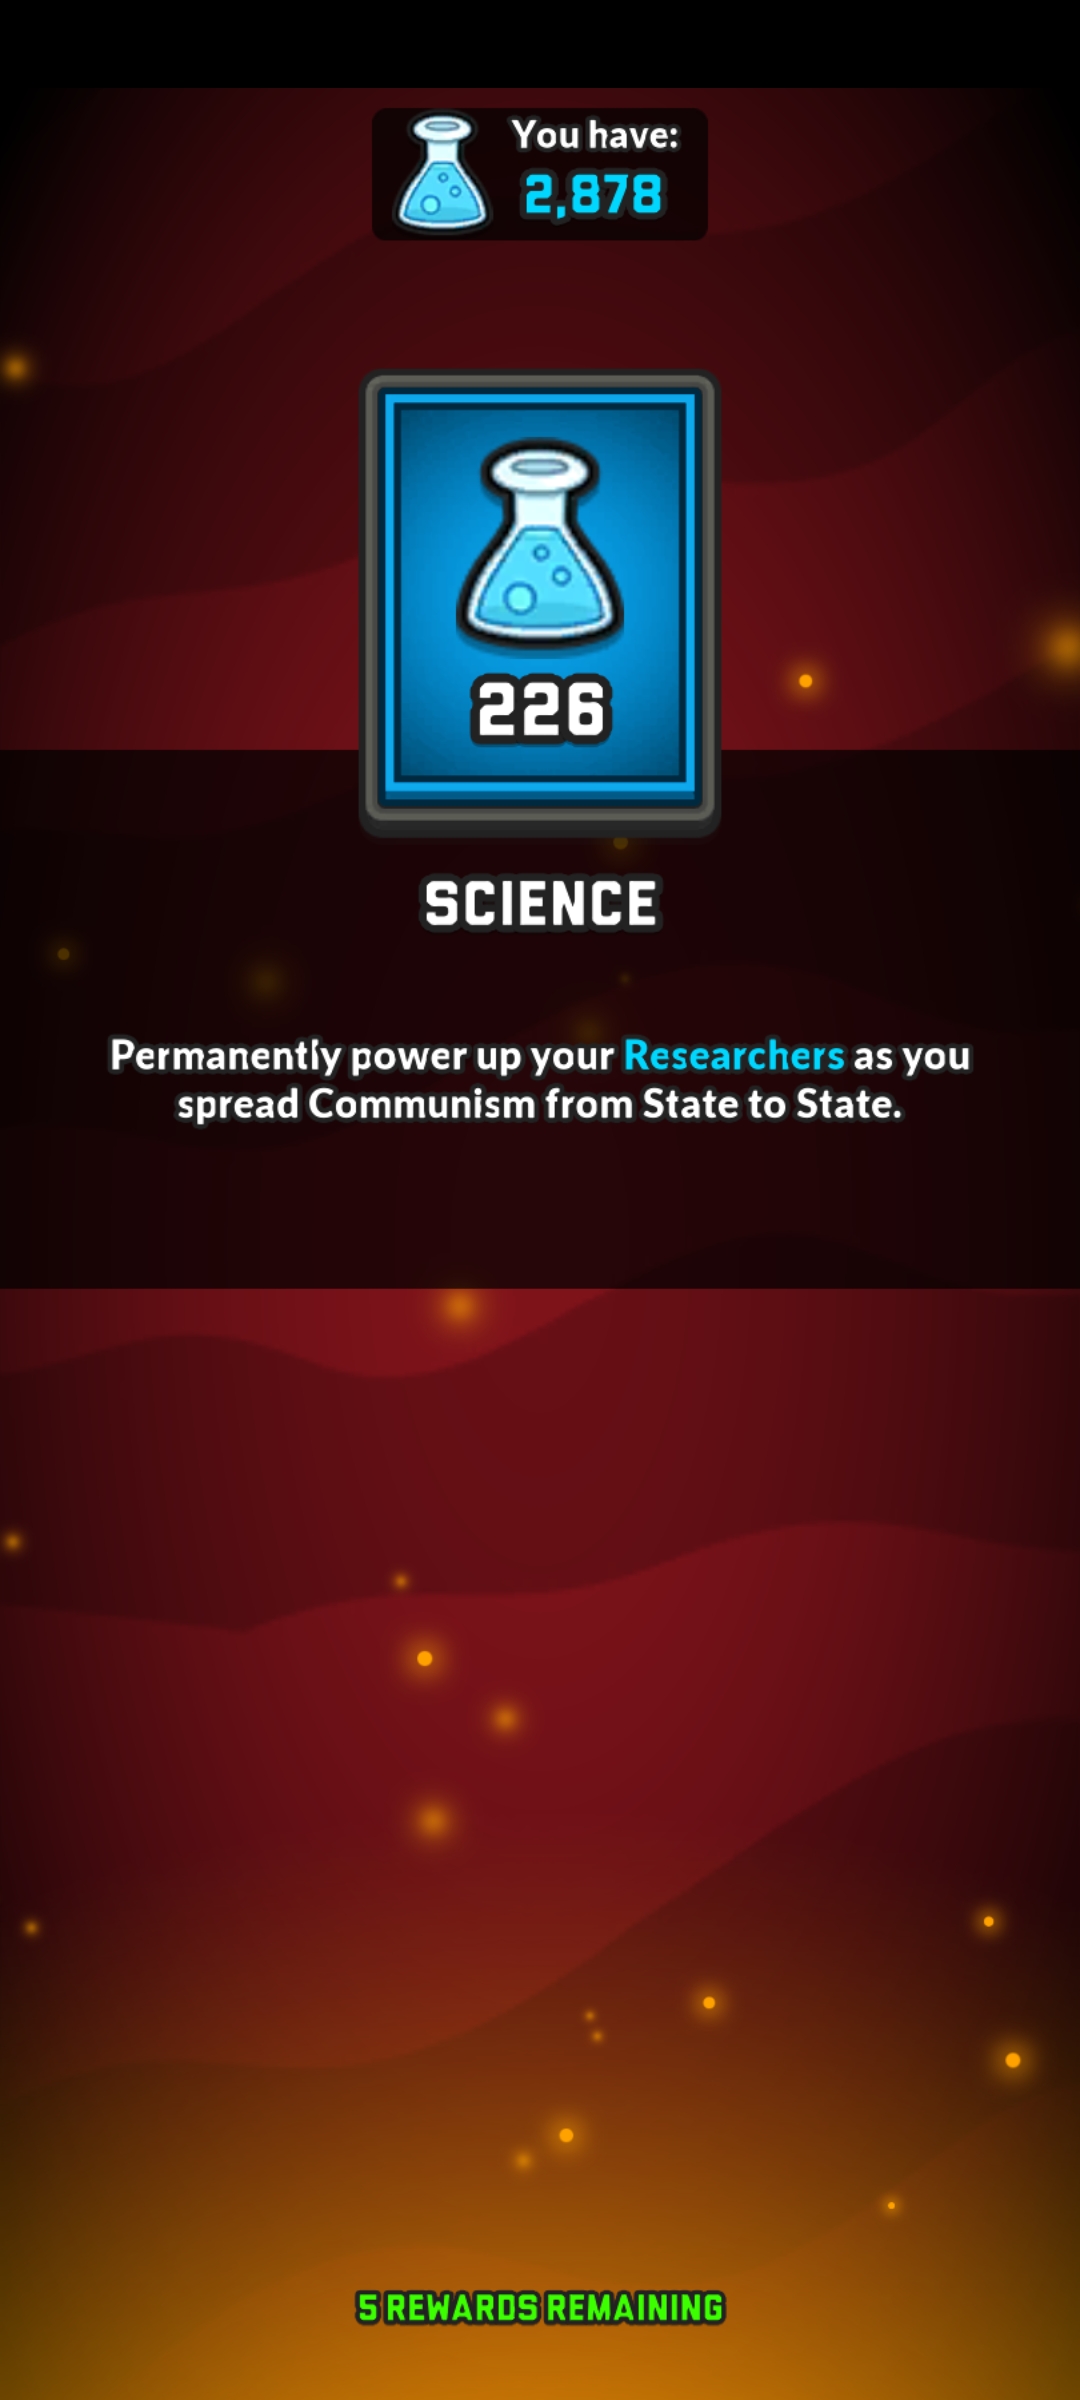 You have:
2,878
226
SCIENCE
Permanently power up your Researchers as you
spread Communism from State to State.
5 REWARDS REMAINING